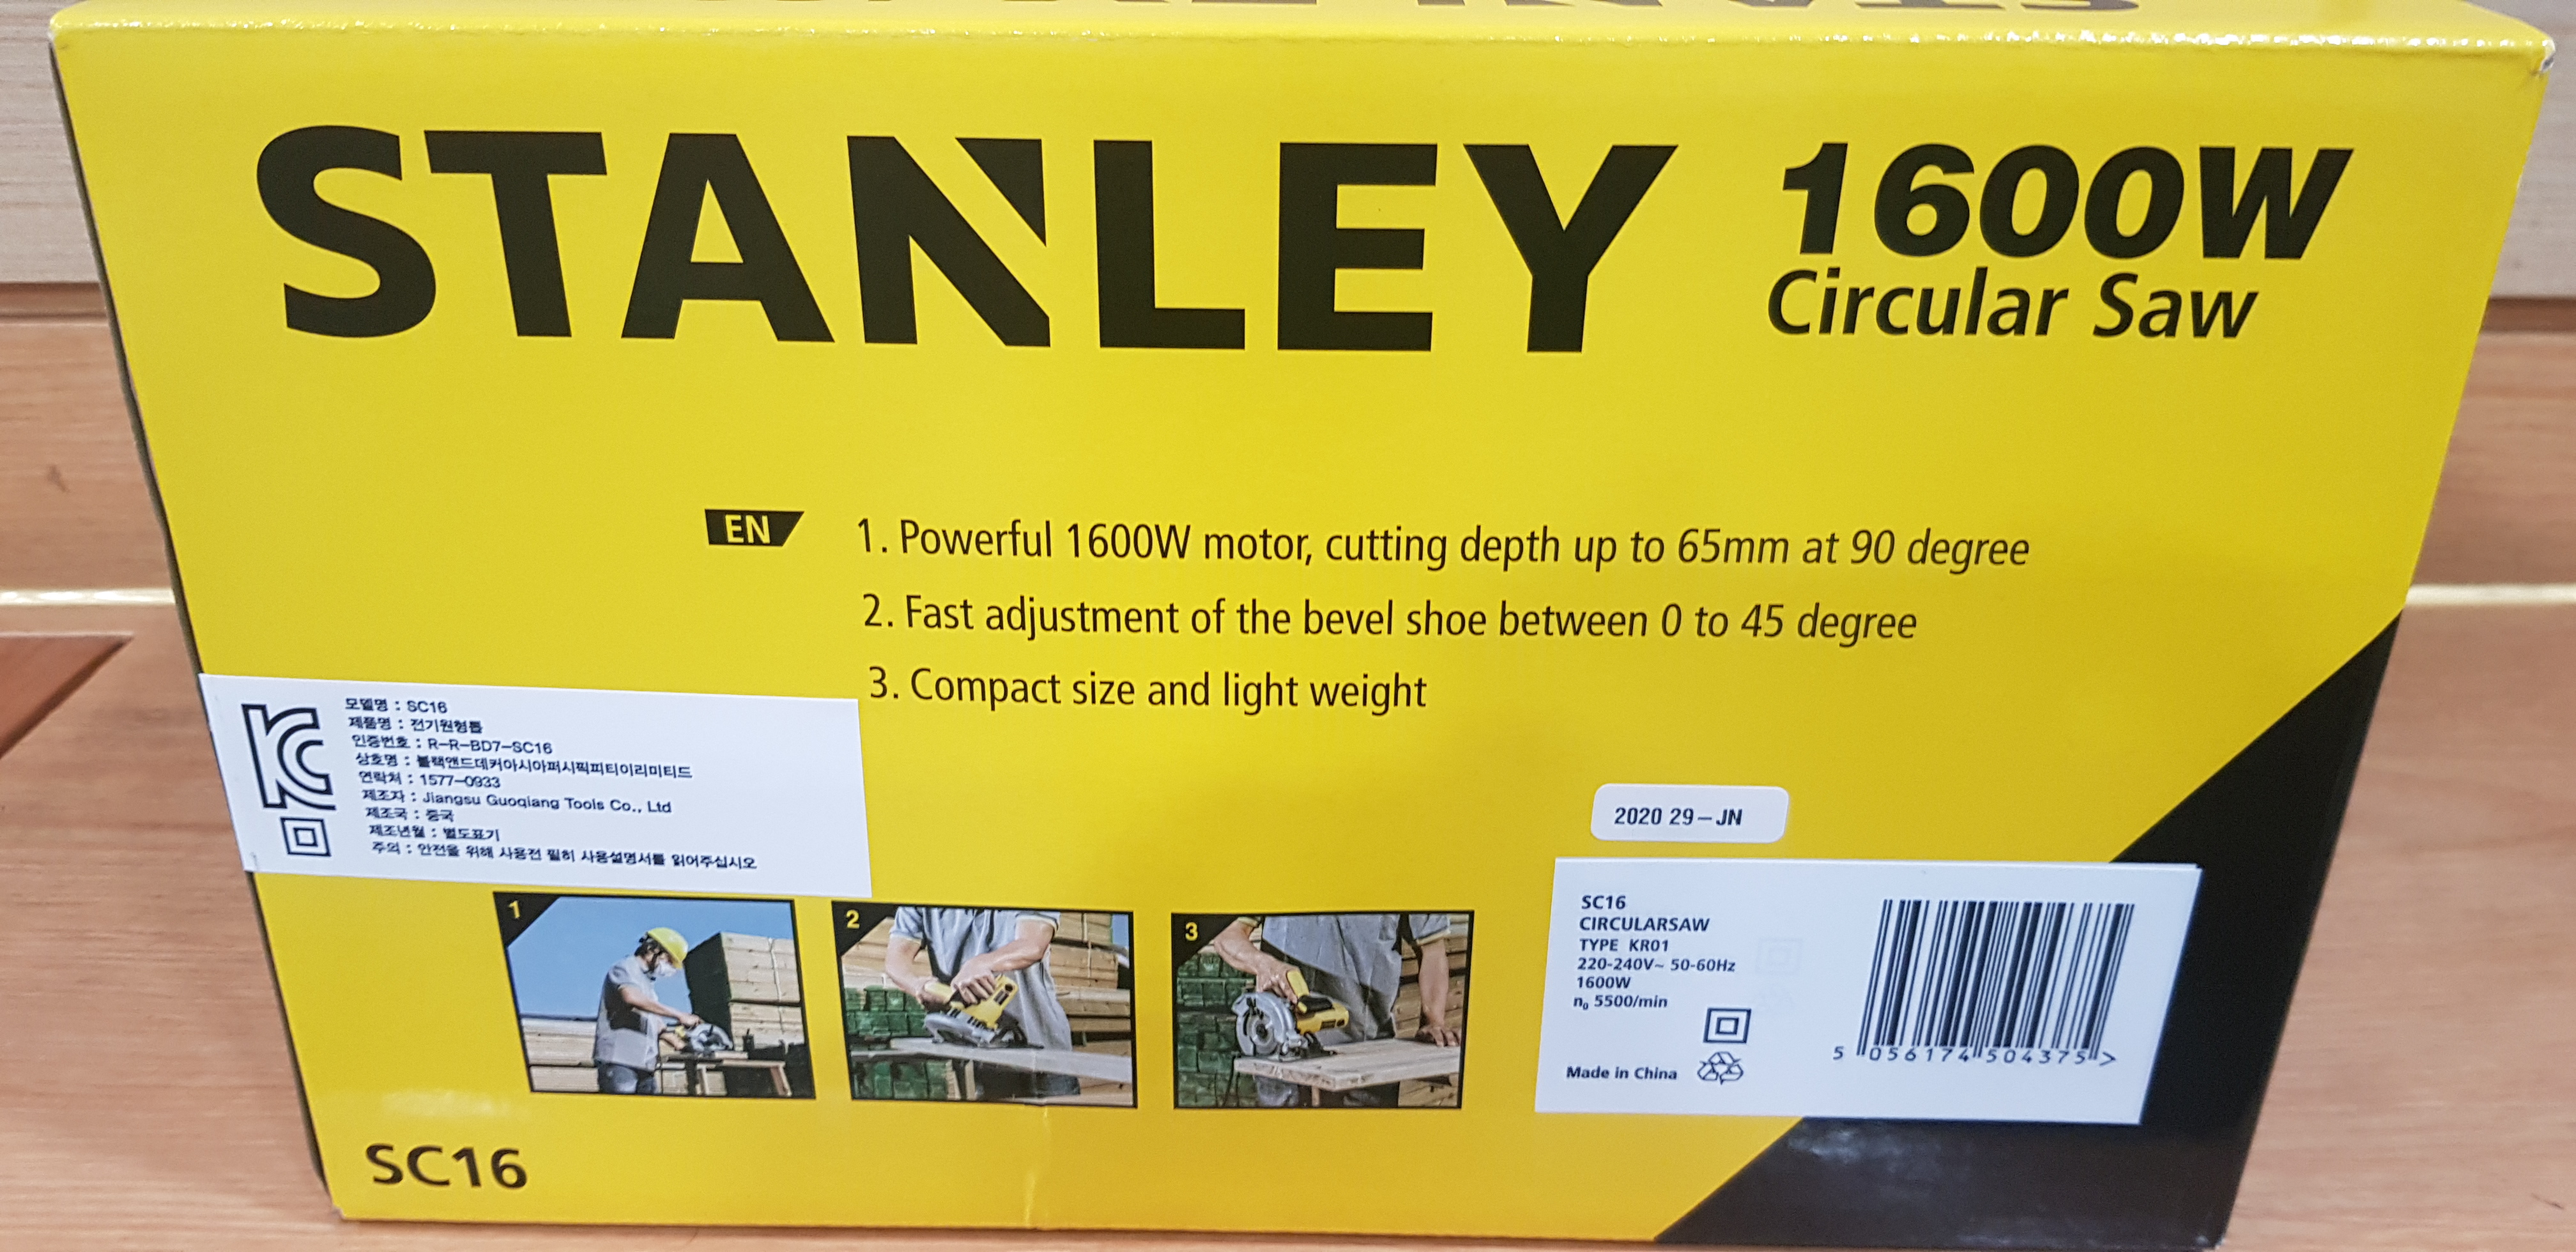 STANLEY
1600W
Circular Saw
EN
1. Powerful 1600W motor, cutting depth up to 65mm at 90 degree
2. Fast adjustment of the bevel shoe between 0 to 45 degree
3. Compact size and light weight
모델명 : SC16
제품명 : 전기원형톱
인증번호 : R-R-BD7-SC16
상호명 : 블랙앤드데커아시아퍼시픽피티이리미티드
연락처 : 1577-0933
제조자 : Jiangsu Guoqiang Tools Co., Ltd
제조국 : 중국
제조년월 : 별도표기
주의 : 안전을 위해 사용전 필히 사용설명서를 읽어주십시오
2020 29-JN
SC16
CIRCULARSAW
TYPE KR01
220-240V~ 50-60Hz
1600W
n₀ 5500/min
Made in China
5 056174 504375 >
1
2
3
SC16